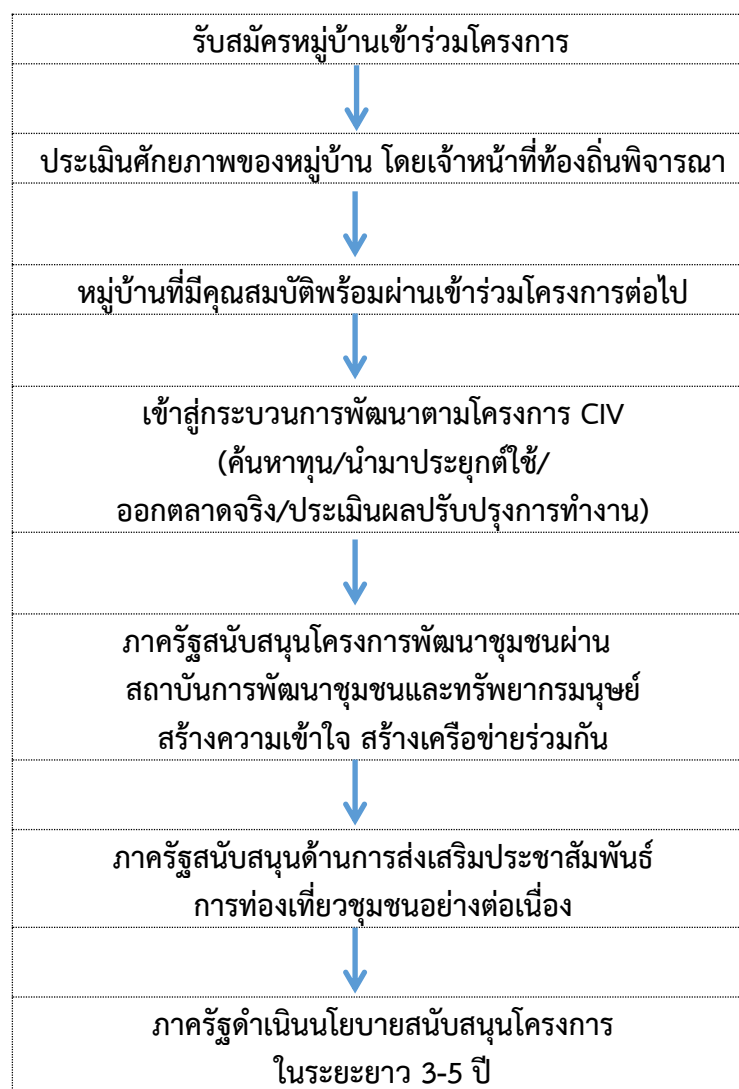 รับสมัครหมู่บ้านเข้าร่วมโครงการ
ประเมินศักยภาพของหมู่บ้าน โดยเจ้าหน้าที่ท้องถิ่นพิจารณา
หมู่บ้านที่มีคุณสมบัติพร้อมผ่านเข้าร่วมโครงการต่อไป
เข้าสู่กระบวนการพัฒนาตามโครงการ CIV
(ค้นหาทุน/นำมาประยุกต์ใช้/
ออกตลาดจริง/ประเมินผลปรับปรุงการทำงาน)
ภาครัฐสนับสนุนโครงการพัฒนาชุมชนผ่าน
สถาบันการพัฒนาชุมชนและทรัพยากรมนุษย์
สร้างความเข้าใจ สร้างเครือข่ายร่วมกัน
ภาครัฐสนับสนุนด้านการส่งเสริมประชาสัมพันธ์
การท่องเที่ยวชุมชนอย่างต่อเนื่อง
ภาครัฐดำเนินนโยบายสนับสนุนโครงการ
ในระยะยาว 3-5 ปี